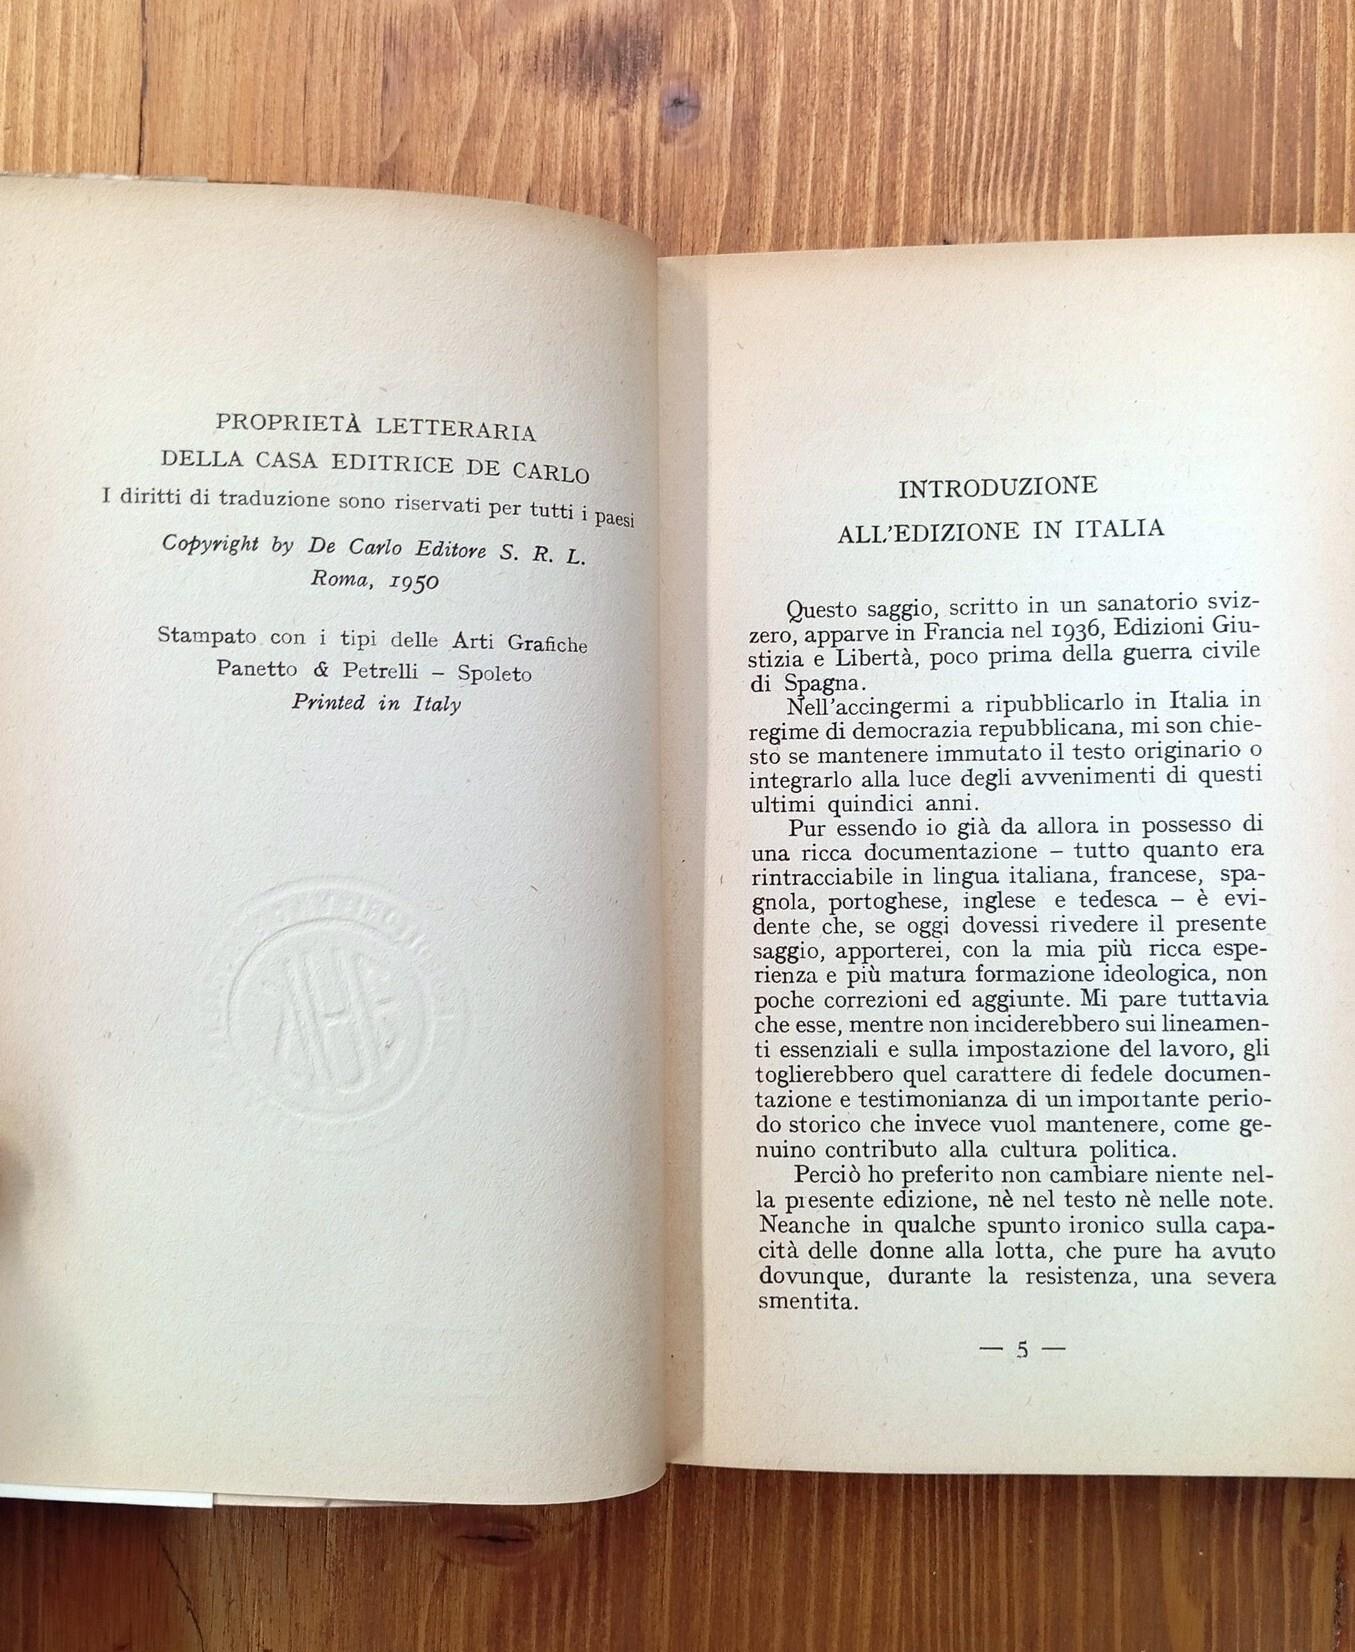 PROPRIETÀ LETTERARIA
DELLA CASA EDITRICE DE CARLO
I diritti di traduzione sono riservati per tutti i paesi
Copyright by De Carlo Editore S. R. L.
Roma, 1950
Stampato con i tipi delle Arti Grafiche
Panetto & Petrelli – Spoleto
Printed in Italy
INTRODUZIONE
ALL'EDIZIONE IN ITALIA
Questo saggio, scritto in un sanatorio sviz-
zero, apparve in Francia nel 1936, Edizioni Giu-
stizia e Libertà, poco prima della guerra civile
di Spagna.
Nell'accingermi a ripubblicarlo in Italia in
regime di democrazia repubblicana, mi son chie-
sto se mantenere immutato il testo originario o
integrarlo alla luce degli avvenimenti di questi
ultimi quindici anni.
Pur essendo io già da allora in possesso di
una ricca documentazione – tutto quanto era
rintracciabile in lingua italiana, francese, spa-
gnola, portoghese, inglese e tedesca – è evi-
dente che, se oggi dovessi rivedere il presente
saggio, apporterei, con la mia più ricca espe-
rienza e più matura formazione ideologica, non
poche correzioni ed aggiunte. Mi pare tuttavia
che esse, mentre non inciderebbero sui lineamen-
ti essenziali e sulla impostazione del lavoro, gli
toglierebbero quel carattere di fedele documen-
tazione e testimonianza di un importante perio-
do storico che invece vuol mantenere, come ge-
nuino contributo alla cultura politica.
Perciò ho preferito non cambiare niente nel-
la presente edizione, nè nel testo nè nelle note.
Neanche in qualche spunto ironico sulla capa-
cità delle donne alla lotta, che pure ha avuto
dovunque, durante la resistenza, una severa
smentita.
— 5 —